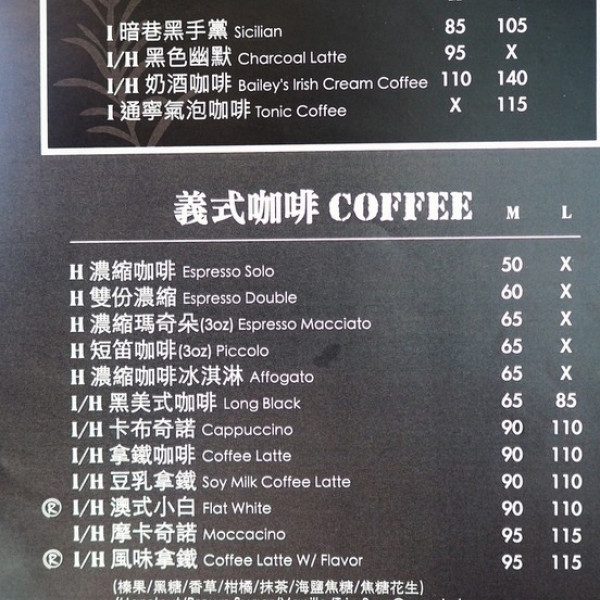 I 暗巷黑手黨 Sicilian 85 105
I/H 黑色幽默 Charcoal Latte 95 X
I/H 奶酒咖啡 Bailey's Irish Cream Coffee 110 140
I 通寧氣泡咖啡 Tonic Coffee X 115
義式咖啡 COFFEE M L
H 濃縮咖啡 Espresso Solo 50 X
H 雙份濃縮 Espresso Double 60 X
H 濃縮瑪奇朵(3oz) Espresso Macciato 65 X
H 短笛咖啡(3oz) Piccolo 65 X
H 濃縮咖啡冰淇淋 Affogato 65 X
I/H 黑美式咖啡 Long Black 65 85
I/H 卡布奇諾 Cappuccino 90 110
I/H 拿鐵咖啡 Coffee Latte 90 110
I/H 豆乳拿鐵 Soy Milk Coffee Latte 90 110
® I/H 澳式小白 Flat White 90 110
I/H 摩卡奇諾 Moccacino 95 115
® I/H 風味拿鐵 Coffee Latte W/ Flavor 95 115
(榛果/黑糖/香草/柑橘/抹茶/海鹽焦糖/焦糖花生)